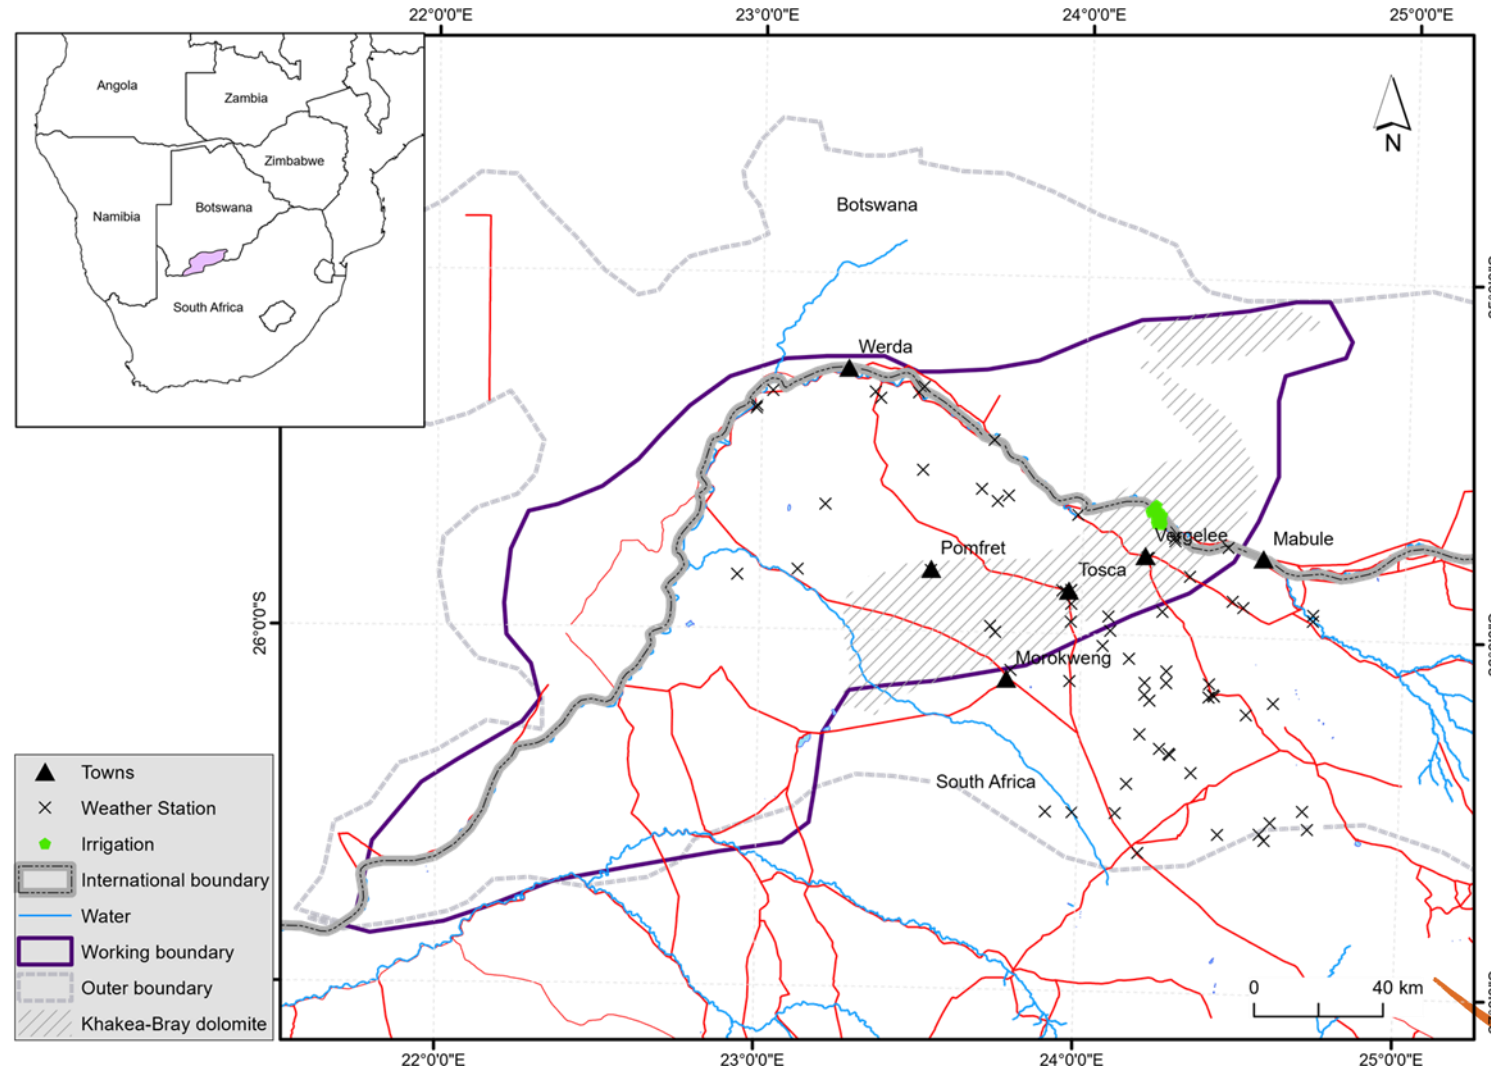 22°0'0"E
23°0'0"E
24°0'0"E
25°0'0"E
Angola
Zambia
Zimbabwe
Namibia
Botswana
South Africa
N
Botswana
Werda
Vergelee
Mabule
Pomfret
Tosca
Morokweng
South Africa
26°0'0"S
Towns
Weather Station
Irrigation
International boundary
Water
Working boundary
Outer boundary
Khakea-Bray dolomite
0 40 km
22°0'0"E
23°0'0"E
24°0'0"E
25°0'0"E